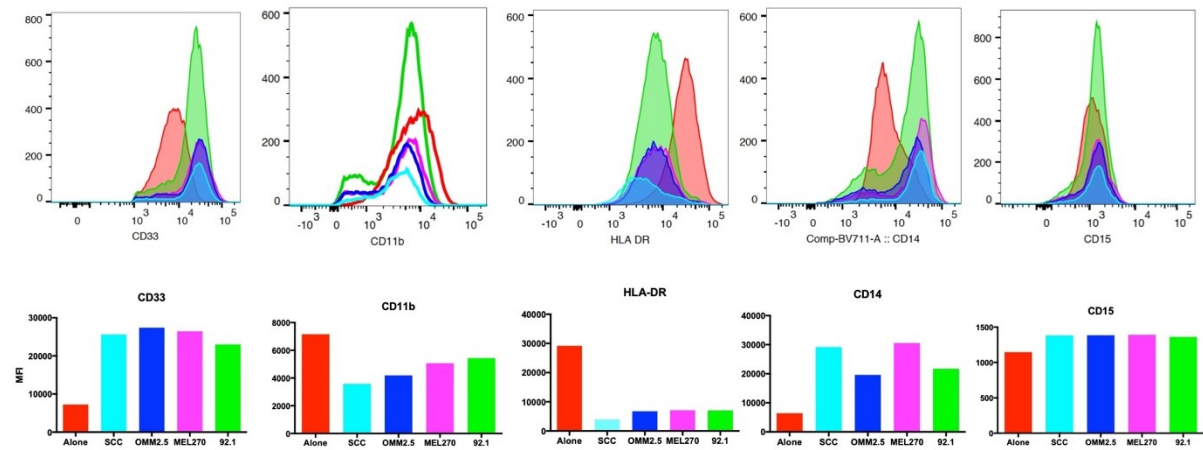 800
600
400
200
0
0 10^3 10^4 10^5
CD33
600
400
200
0
-10^3 0 10^3 10^4 10^5
CD11b
600
400
200
0
-10^3 0 10^3 10^4 10^5
HLA DR
600
400
200
0
-10^3 0 10^3 10^4 10^5
Comp-BV711-A :: CD14
800
600
400
200
0
-10^3 0 10^3 10^4 10^5
CD15
CD33
MFI
30000
20000
10000
0
Alone SCC OMM2.5 MEL270 92.1
CD11b
8000
6000
4000
2000
0
Alone SCC OMM2.5 MEL270 92.1
HLA-DR
40000
30000
20000
10000
0
Alone SCC OMM2.5 MEL270 92.1
CD14
40000
30000
20000
10000
0
Alone SCC OMM2.5 MEL270 92.1
CD15
1500
1000
500
0
Alone SCC OMM2.5 MEL270 92.1